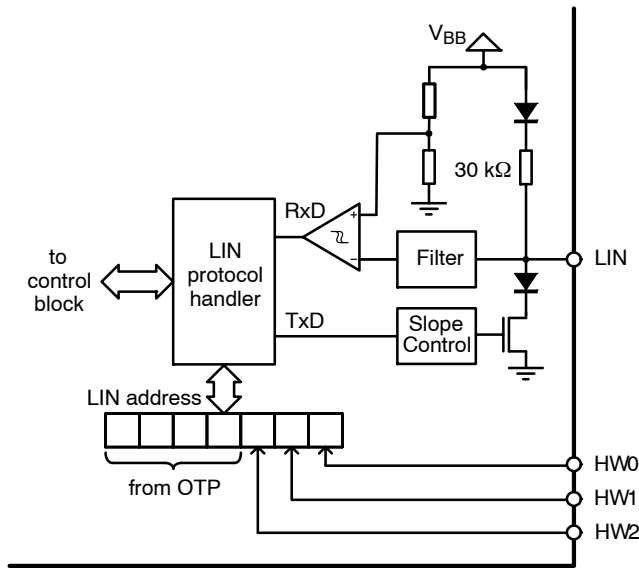 VBB
30 kΩ
RxD
+
−
LIN
protocol
handler
to
control
block
Filter
LIN
TxD
Slope
Control
LIN address
from OTP
HW0
HW1
HW2